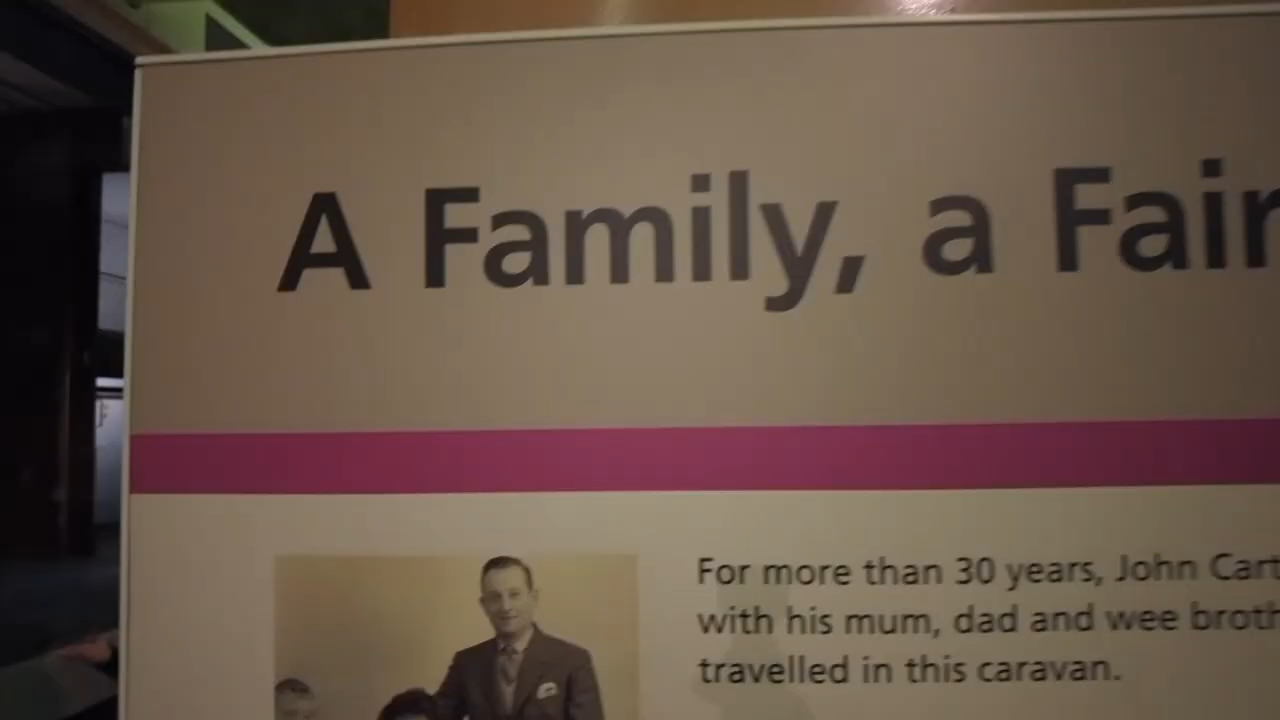 A Family, a Fair
For more than 30 years, John Cart
with his mum, dad and wee broth
travelled in this caravan.